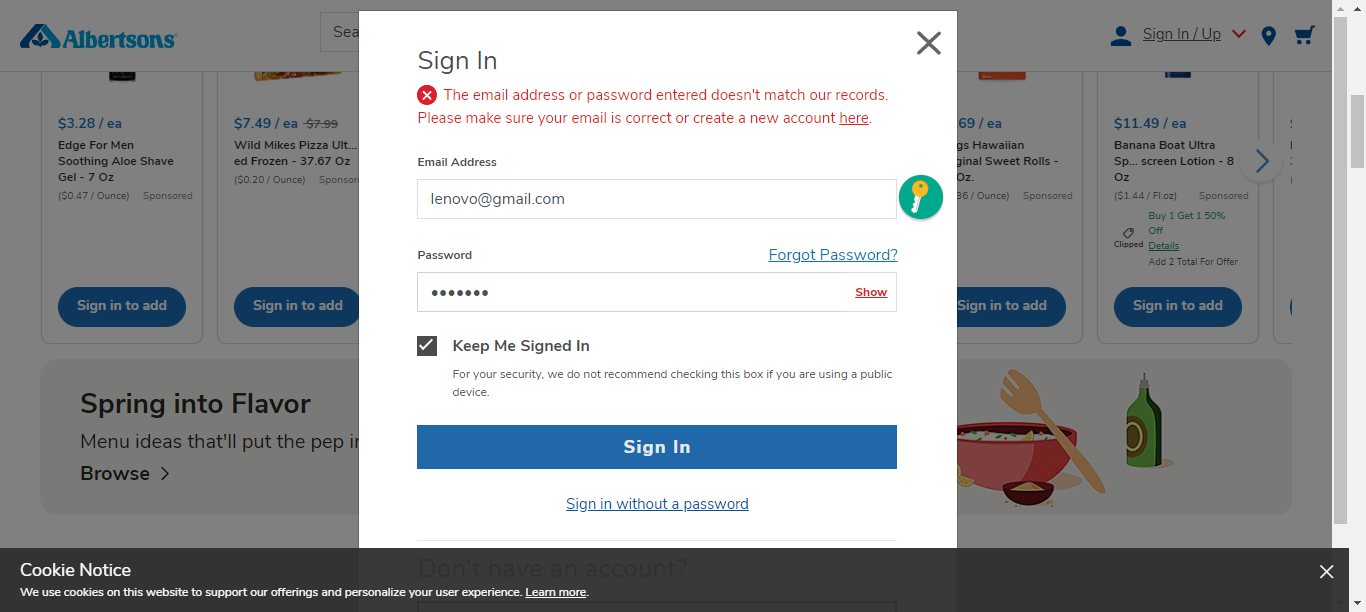 Albertsons
Sea
Sign In / Up
Sign In
The email address or password entered doesn't match our records.
Please make sure your email is correct or create a new account here.
Email Address
lenovo@gmail.com
Password
Forgot Password?
•••••••
Show
Keep Me Signed In
For your security, we do not recommend checking this box if you are using a public
device.
Sign In
Sign in without a password
Don't have an account?
$3.28 / ea
Edge For Men
Soothing Aloe Shave
Gel - 7 Oz
($0.47 / Ounce) Sponsored
Sign in to add
$7.49 / ea $7.99
Wild Mikes Pizza Ult...
ed Frozen - 37.67 Oz
($0.20 / Ounce) Sponsor
Sign in to add
69 / ea
gs Hawaiian
ginal Sweet Rolls -
Oz.
36 / Ounce) Sponsored
Sign in to add
$11.49 / ea
Banana Boat Ultra
Sp... screen Lotion - 8
Oz
($1.44 / Fl.oz) Sponsored
Buy 1 Get 1 50%
Off
Clipped
Details
Add 2 Total For Offer
Sign in to add
Spring into Flavor
Menu ideas that'll put the pep in
Browse >
Cookie Notice
We use cookies on this website to support our offerings and personalize your user experience. Learn more.